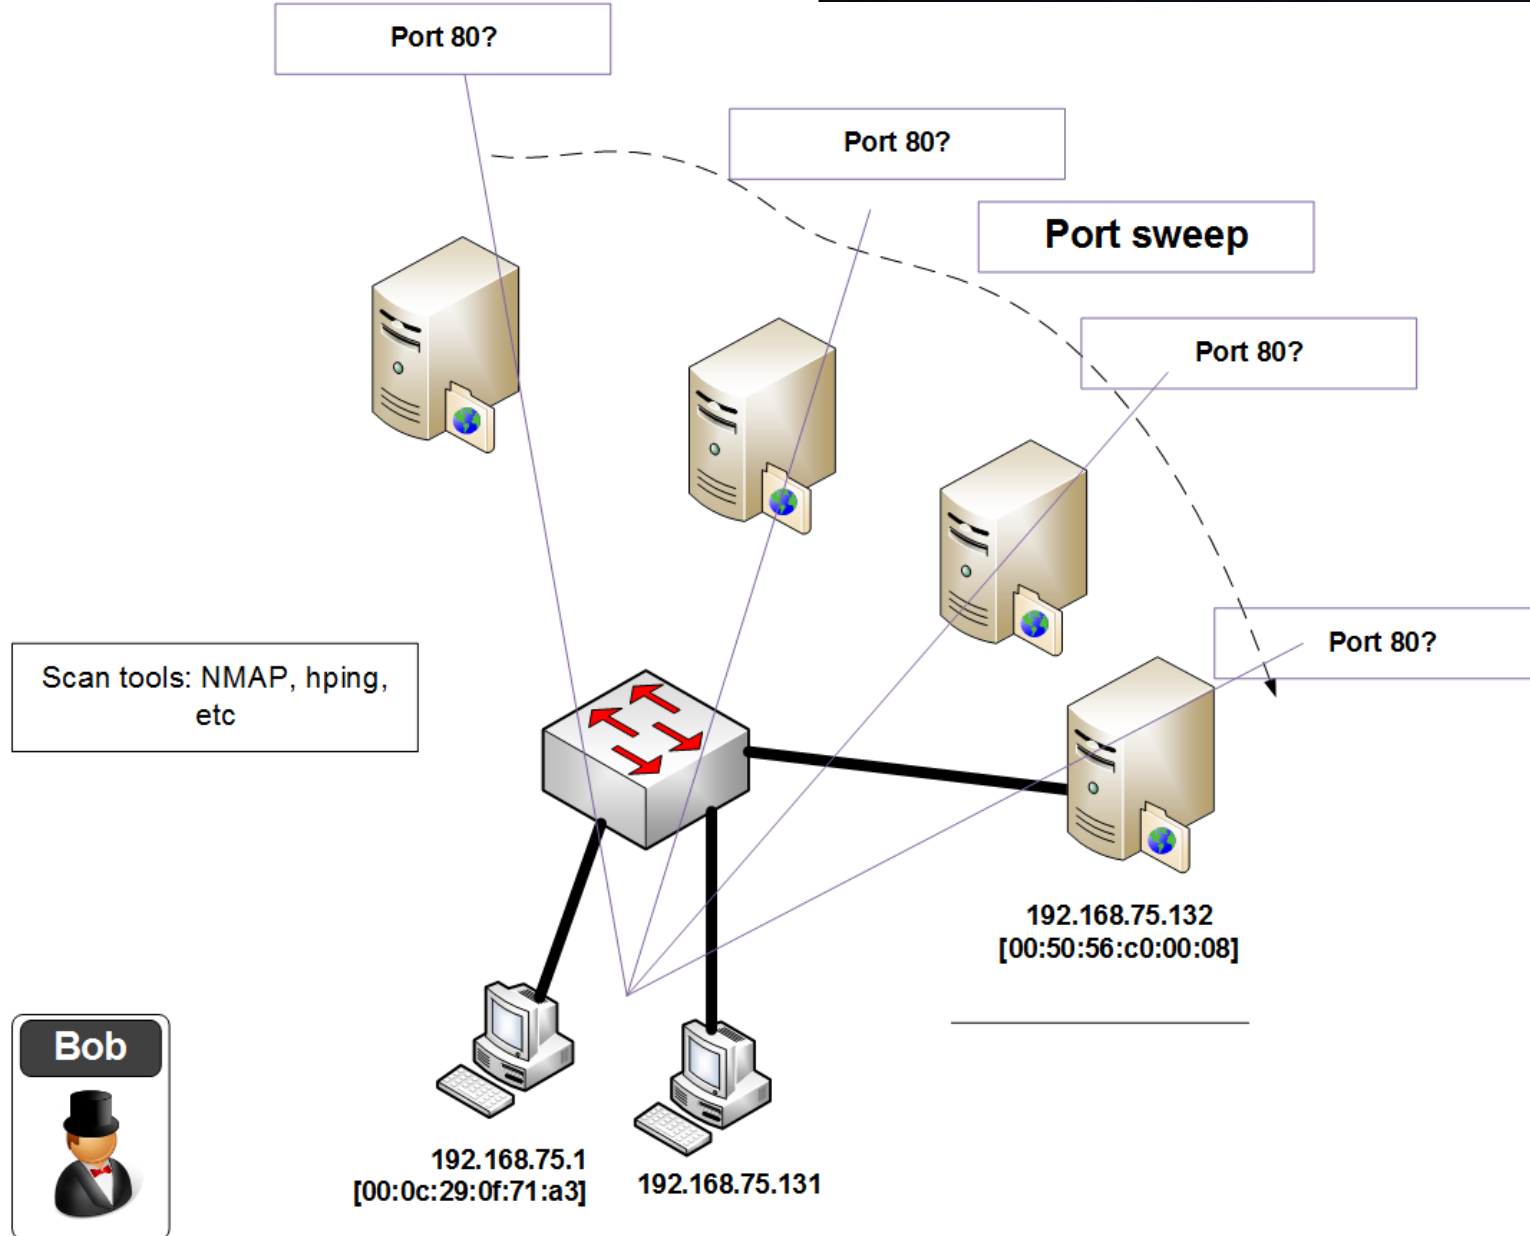 Port 80?
Port 80?
Port sweep
Port 80?
Port 80?
Scan tools: NMAP, hping,
etc
192.168.75.132
[00:50:56:c0:00:08]
Bob
192.168.75.1
[00:0c:29:0f:71:a3]
192.168.75.131